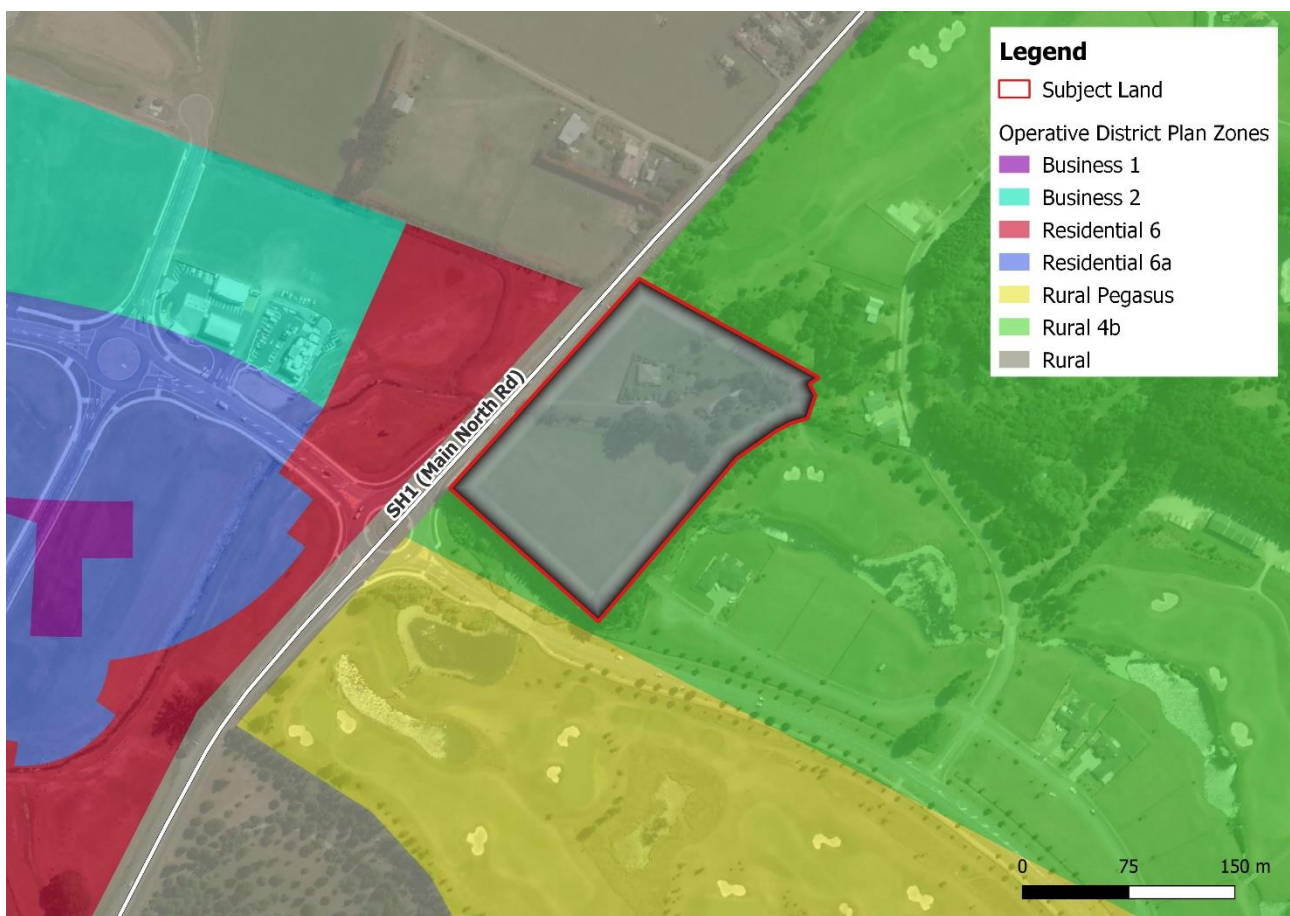 Legend
Subject Land
Operative District Plan Zones
Business 1
Business 2
Residential 6
Residential 6a
Rural Pegasus
Rural 4b
Rural
SH1 (Main North Rd)
0 75 150 m